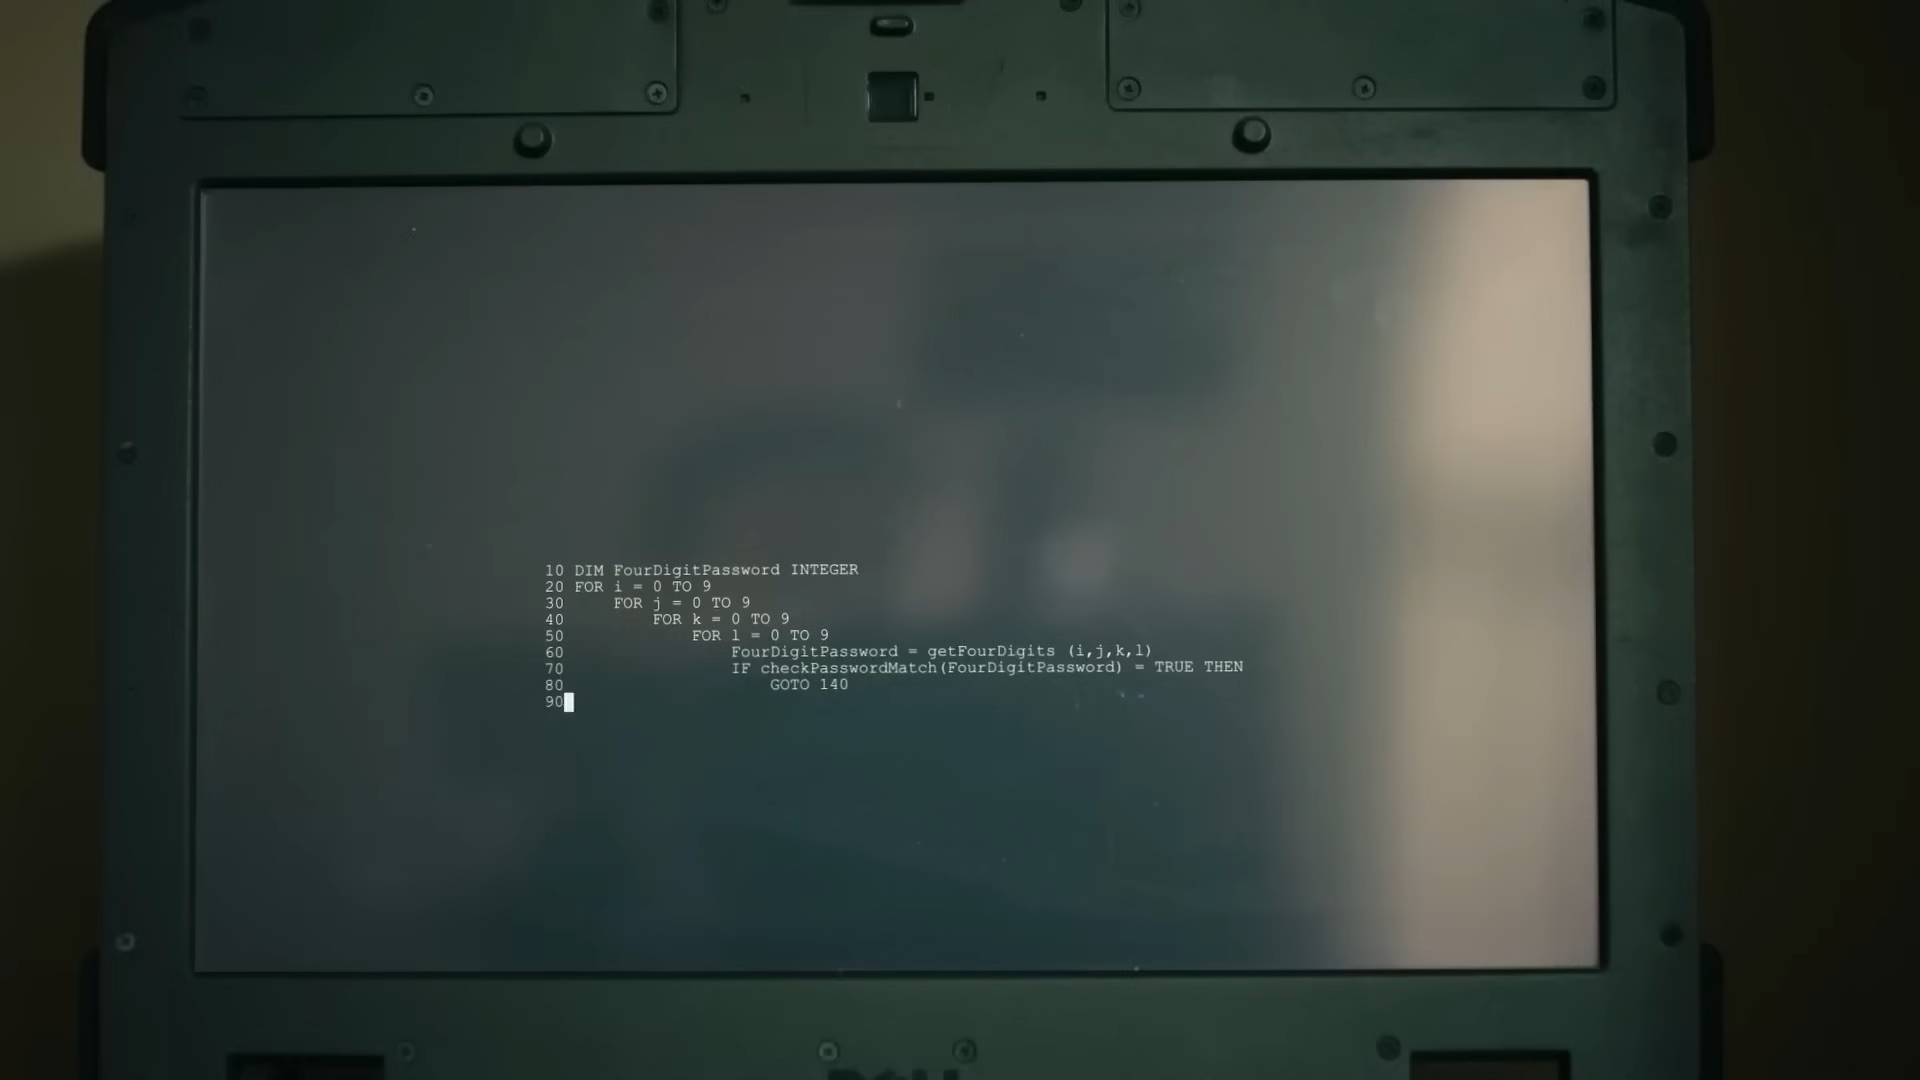 10 DIM FourDigitPassword INTEGER
20 FOR i = 0 TO 9
30     FOR j = 0 TO 9
40         FOR k = 0 TO 9
50             FOR l = 0 TO 9
60                 FourDigitPassword = getFourDigits (i,j,k,l)
70                 IF checkPasswordMatch(FourDigitPassword) = TRUE THEN
80                     GOTO 140
90
DELL